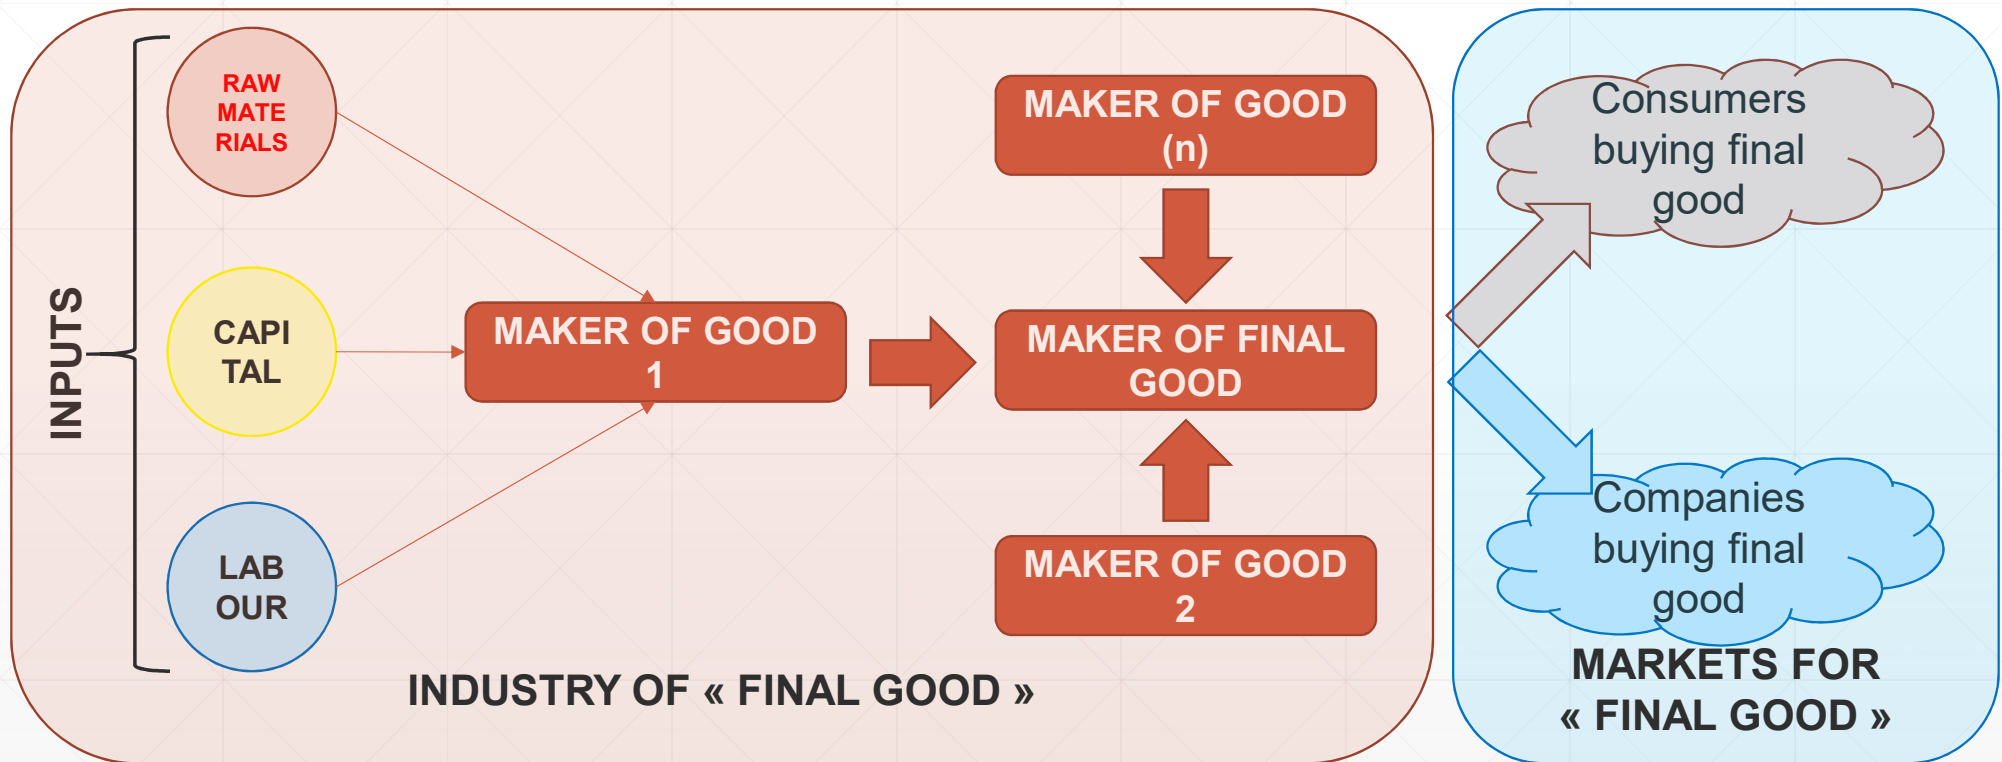 INPUTS
RAW
MATE
RIALS
CAPI
TAL
LAB
OUR
MAKER OF GOOD
1
MAKER OF GOOD
(n)
MAKER OF FINAL
GOOD
MAKER OF GOOD
2
INDUSTRY OF « FINAL GOOD »
Consumers
buying final
good
Companies
buying final
good
MARKETS FOR
« FINAL GOOD »